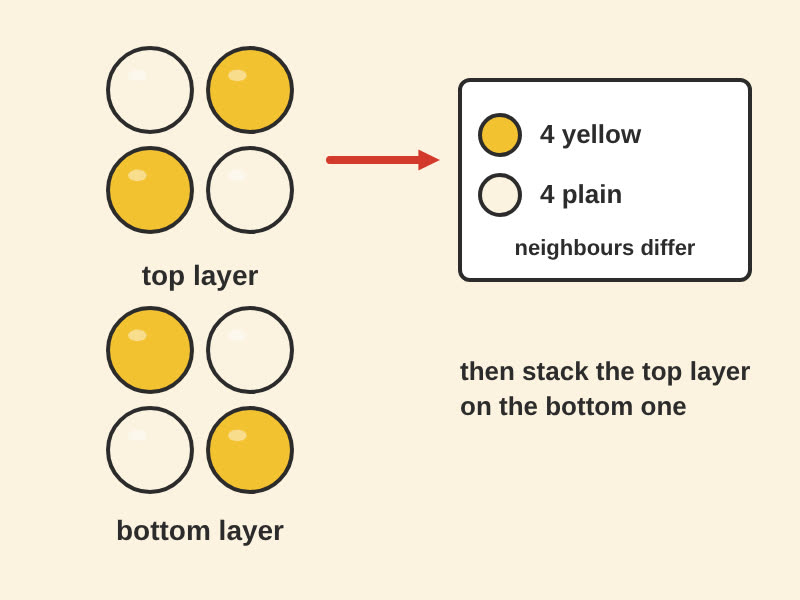 top layer
bottom layer
4 yellow
4 plain
neighbours differ
then stack the top layer
on the bottom one